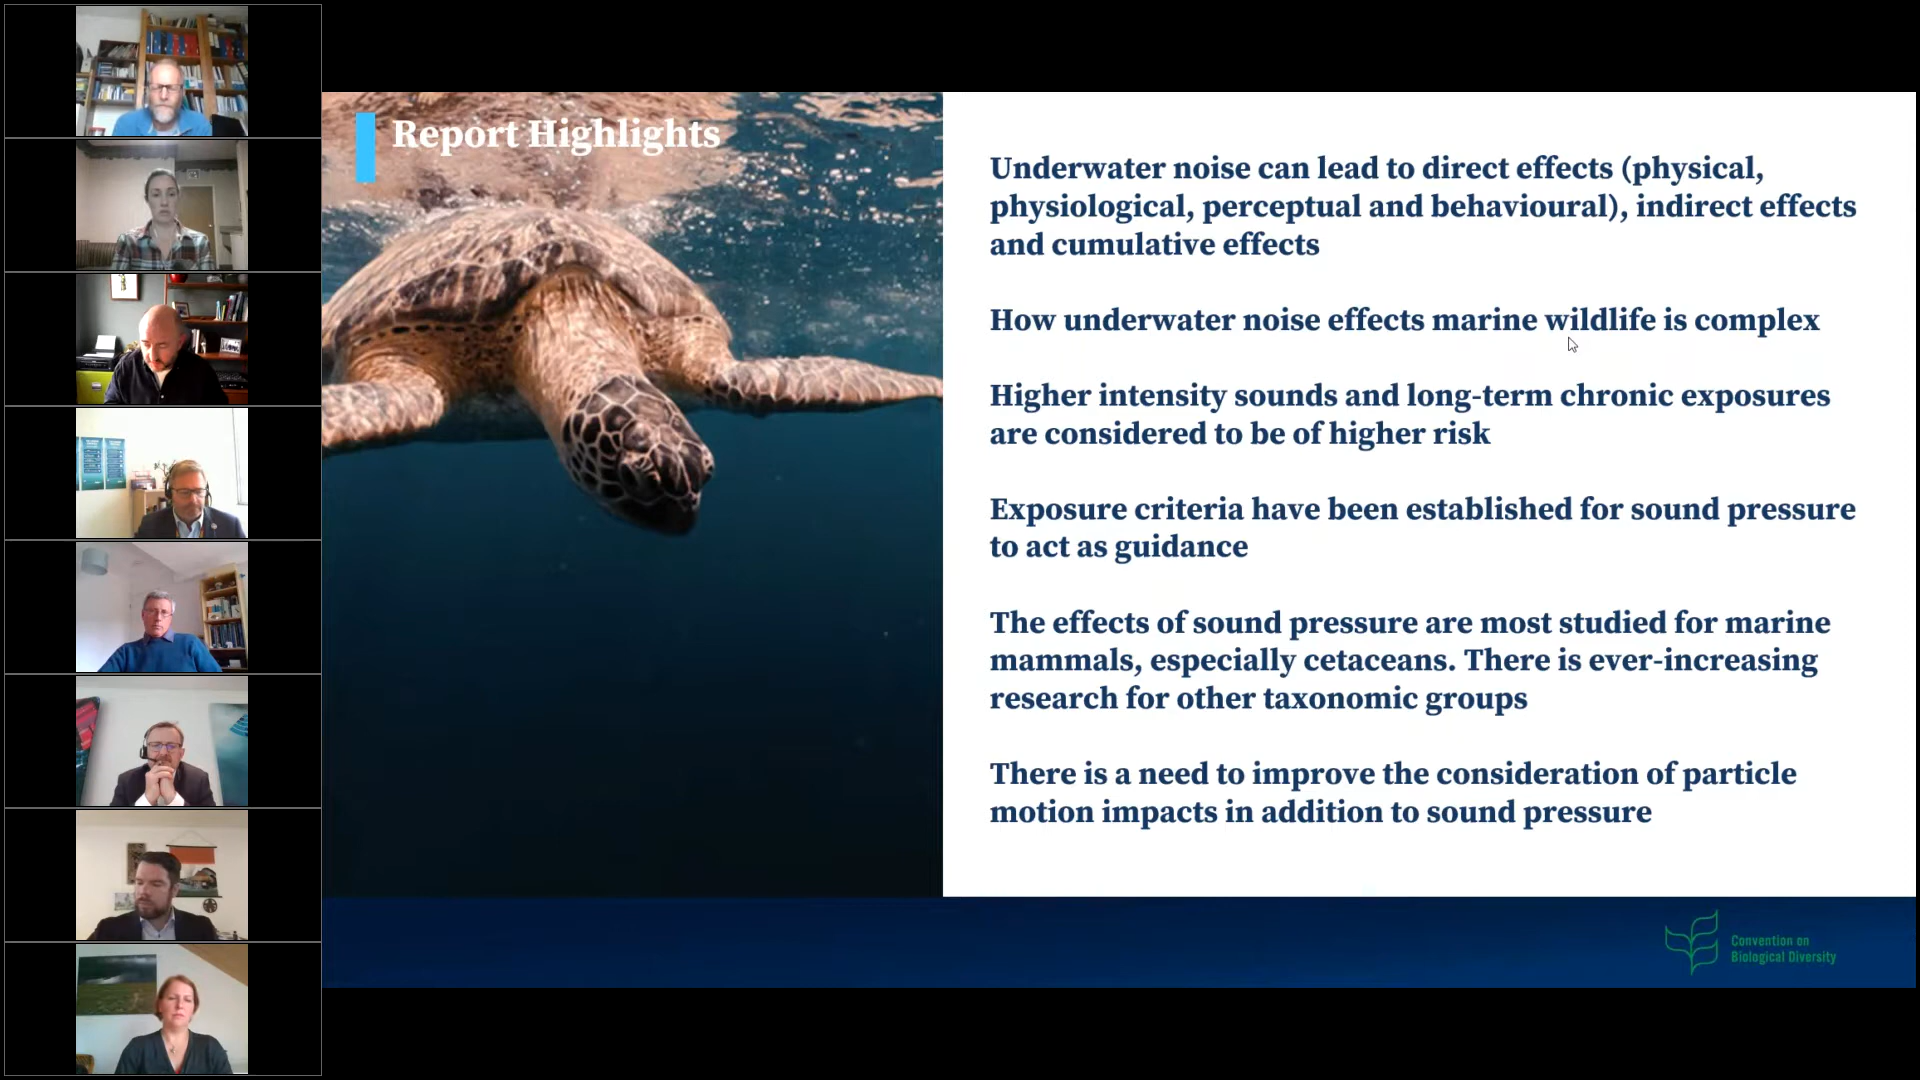 Report Highlights
Underwater noise can lead to direct effects (physical,
physiological, perceptual and behavioural), indirect effects
and cumulative effects
How underwater noise effects marine wildlife is complex
Higher intensity sounds and long-term chronic exposures
are considered to be of higher risk
Exposure criteria have been established for sound pressure
to act as guidance
The effects of sound pressure are most studied for marine
mammals, especially cetaceans. There is ever-increasing
research for other taxonomic groups
There is a need to improve the consideration of particle
motion impacts in addition to sound pressure
Convention on
Biological Diversity